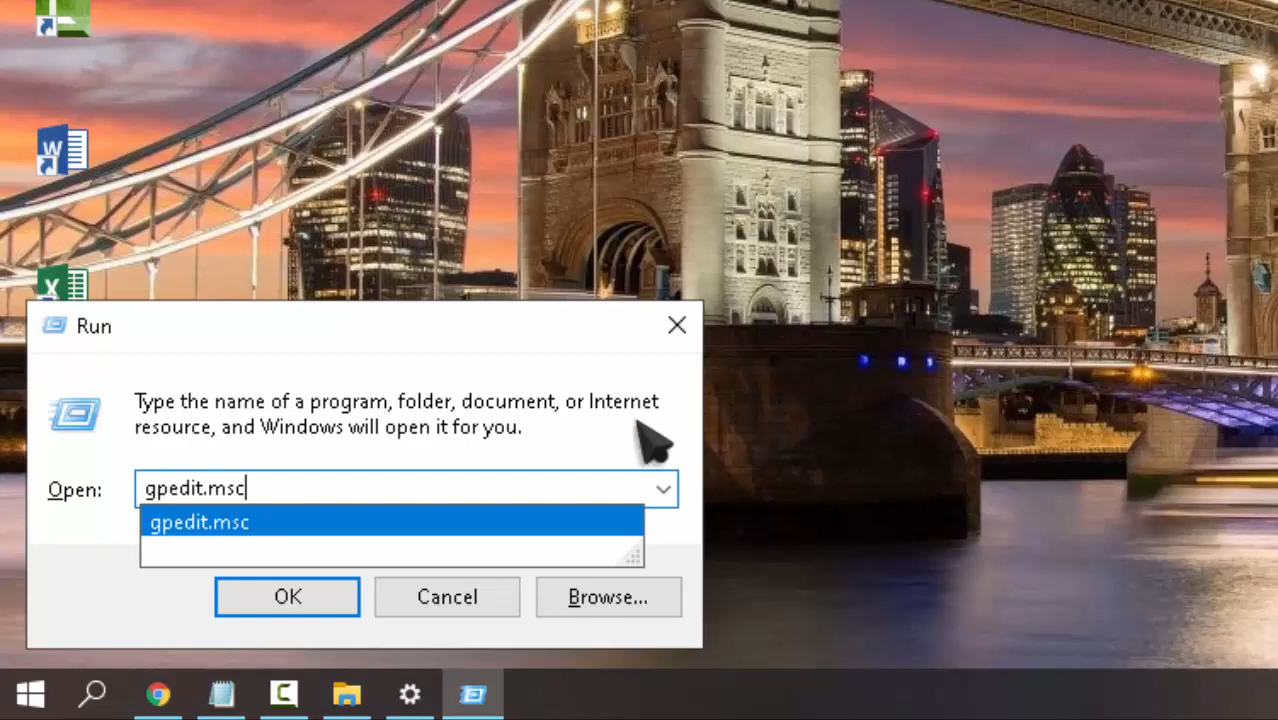 W
X
Run
Type the name of a program, folder, document, or Internet
resource, and Windows will open it for you.
Open:
gpedit.msc
gpedit.msc
OK
Cancel
Browse...
C